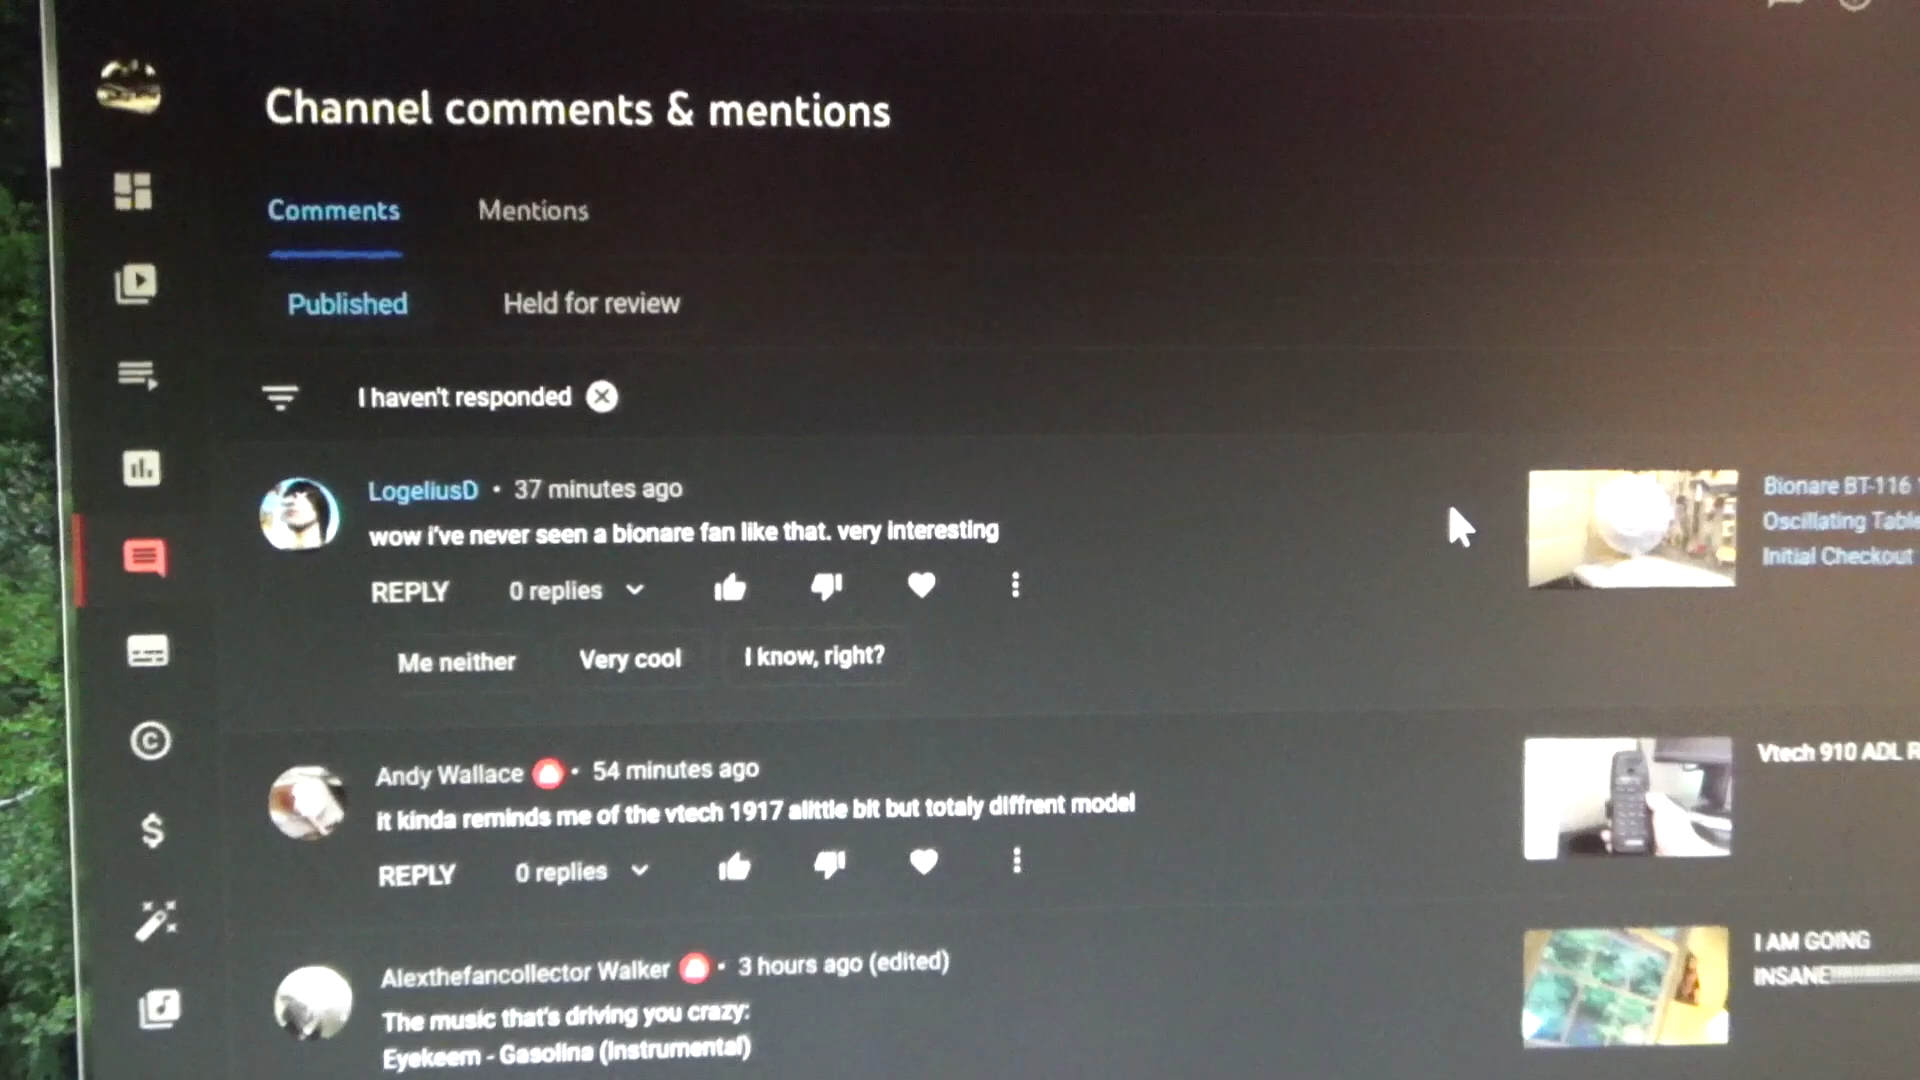 Channel comments & mentions
Comments Mentions
Published Held for review
I haven't responded
LogeliusD • 37 minutes ago
wow i've never seen a bionare fan like that. very interesting
REPLY 0 replies
Me neither Very cool I know, right?
Bionare BT-116
Oscillating Table
Initial Checkout
Andy Wallace • 54 minutes ago
it kinda reminds me of the vtech 1917 alittle bit but totaly diffrent model
REPLY 0 replies
Vtech 910 ADL R
Alexthefancollector Walker • 3 hours ago (edited)
The music that's driving you crazy:
Eyekeem - Gasolina (Instrumental)
I AM GOING
INSANE